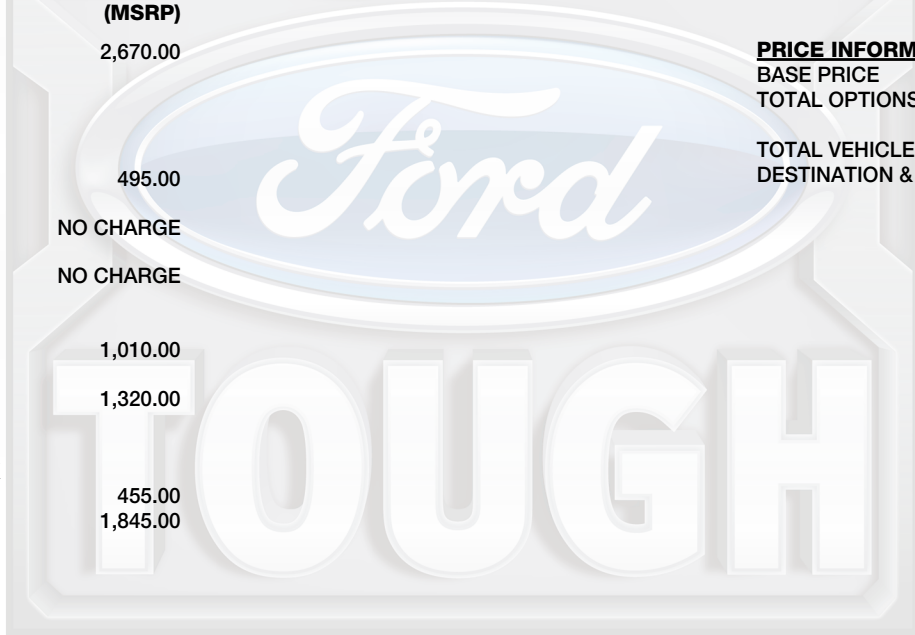 (MSRP)
2,670.00
495.00
NO CHARGE
NO CHARGE
1,010.00
1,320.00
455.00
1,845.00
PRICE INFORM
BASE PRICE
TOTAL OPTIONS
TOTAL VEHICLE
DESTINATION &
Ford
TOUGH